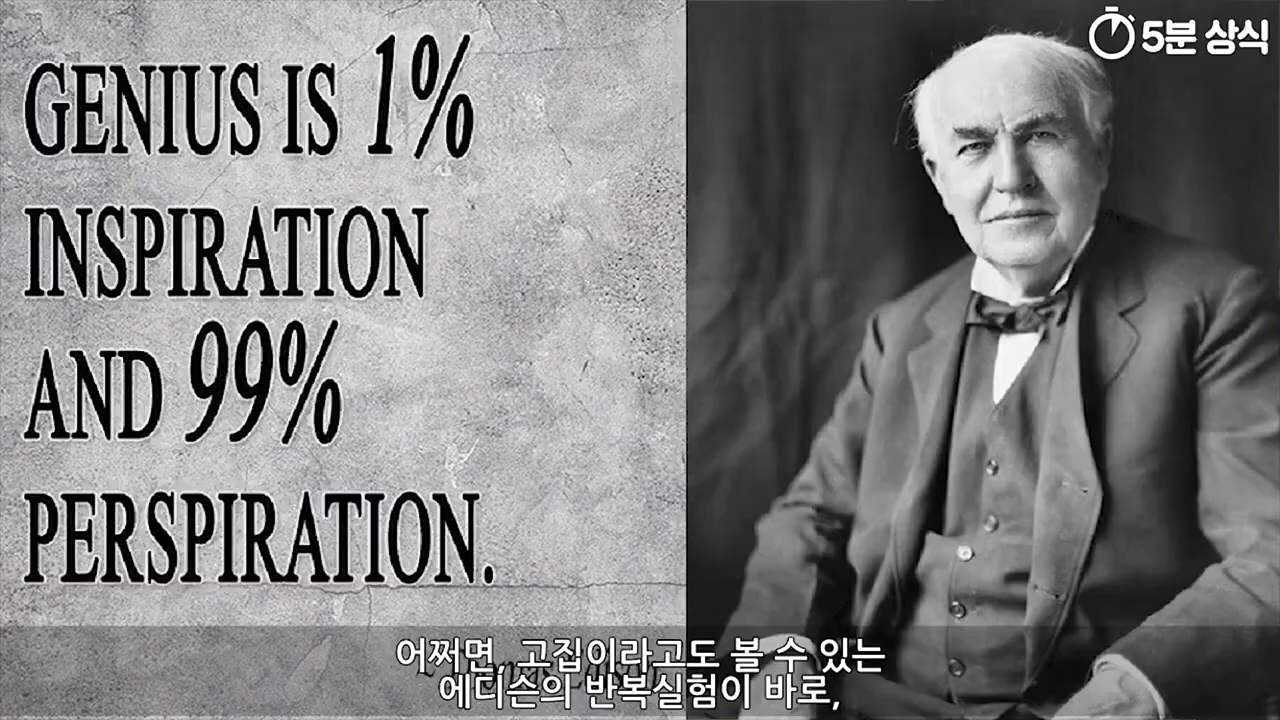 GENIUS IS 1%
INSPIRATION
AND 99%
PERSPIRATION.
5분 상식
어쩌면, 고집이라고도 볼 수 있는
에디슨의 반복실험이 바로,